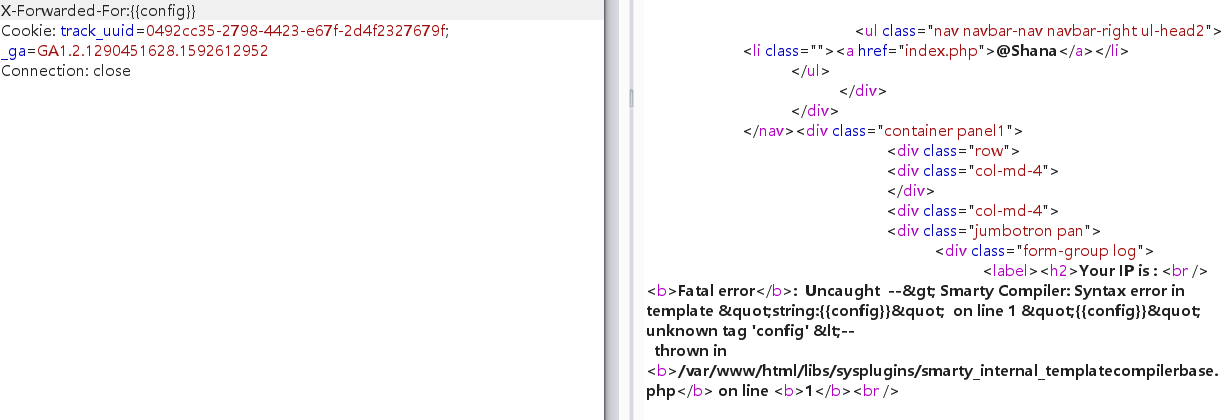 X-Forwarded-For:{{config}}
Cookie: track_uuid=0492cc35-2798-4423-e67f-2d4f2327679f;
_ga=GA1.2.1290451628.1592612952
Connection: close
<ul class="nav navbar-nav navbar-right ul-head2">
<li class=""><a href="index.php">@Shana</a></li>
</ul>
</div>
</div>
</nav><div class="container panel1">
<div class="row">
<div class="col-md-4">
</div>
<div class="col-md-4">
<div class="jumbotron pan">
<div class="form-group log">
<label><h2>Your IP is : <br />
<b>Fatal error</b>:  Uncaught  --&gt; Smarty Compiler: Syntax error in
template &quot;string:{{config}}&quot;  on line 1 &quot;{{config}}&quot;
unknown tag 'config' &lt;--
thrown in
<b>/var/www/html/libs/sysplugins/smarty_internal_templatecompilerbase.
php</b> on line <b>1</b><br />